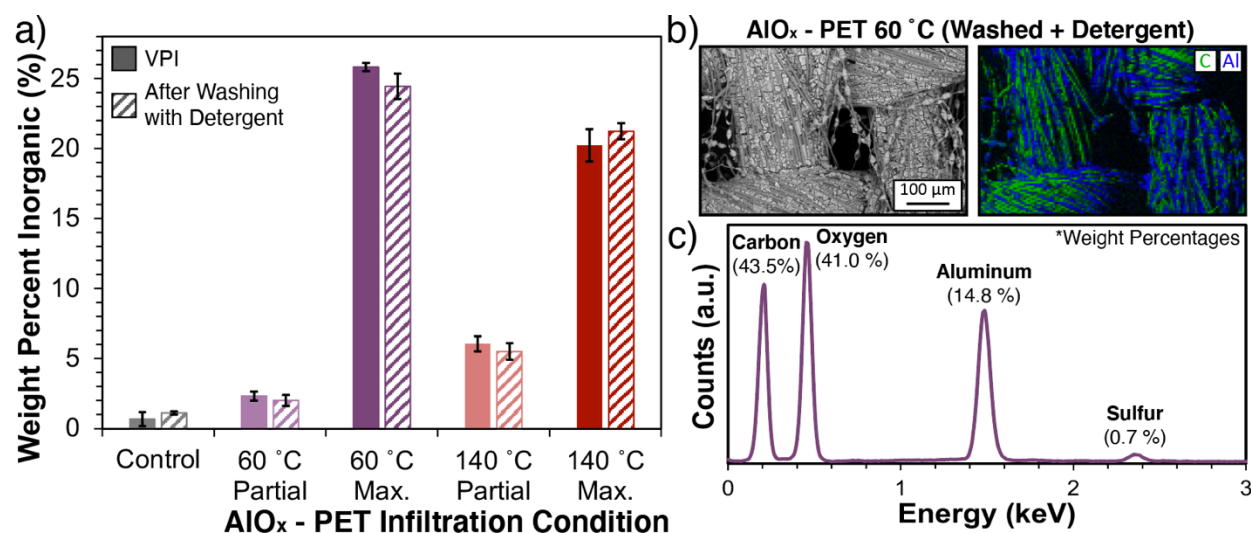 a)
Weight Percent Inorganic (%)
25
20
15
10
5
0
VPI
After Washing
with Detergent
Control
60 ˚C
Partial
60 ˚C
Max.
140 ˚C
Partial
140 ˚C
Max.
AlOx - PET Infiltration Condition
b)
AlOx - PET 60 ˚C (Washed + Detergent)
100 µm
C Al
c)
Counts (a.u.)
Carbon
(43.5%)
Oxygen
(41.0 %)
Aluminum
(14.8 %)
Sulfur
(0.7 %)
*Weight Percentages
0 1 2 3
Energy (keV)